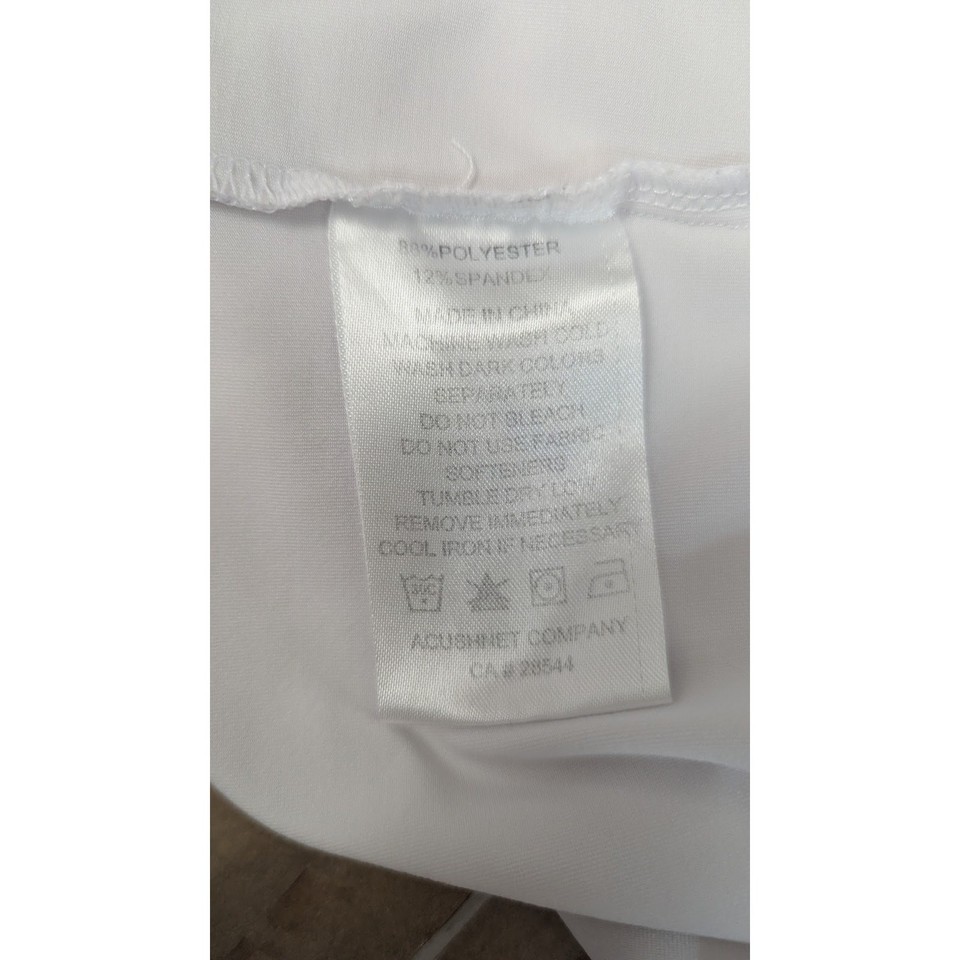 88%POLYESTER
12%SPANDEX
MADE IN CHINA
MACHINE WASH COLD
WASH DARK COLORS
SEPARATELY
DO NOT BLEACH
DO NOT USE FABRIC
SOFTENERS
TUMBLE DRY LOW
REMOVE IMMEDIATELY
COOL IRON IF NECESSARY
30C
ACUSHNET COMPANY
CA # 28544